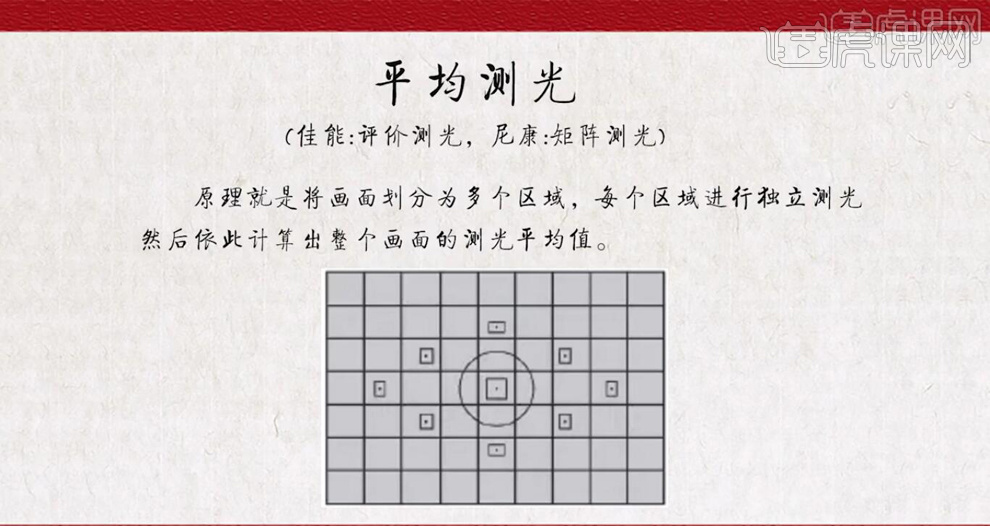 虎课网
平均测光
(佳能:评价测光，尼康:矩阵测光)
原理就是将画面划分为多个区域，每个区域进行独立测光
然后依此计算出整个画面的测光平均值。